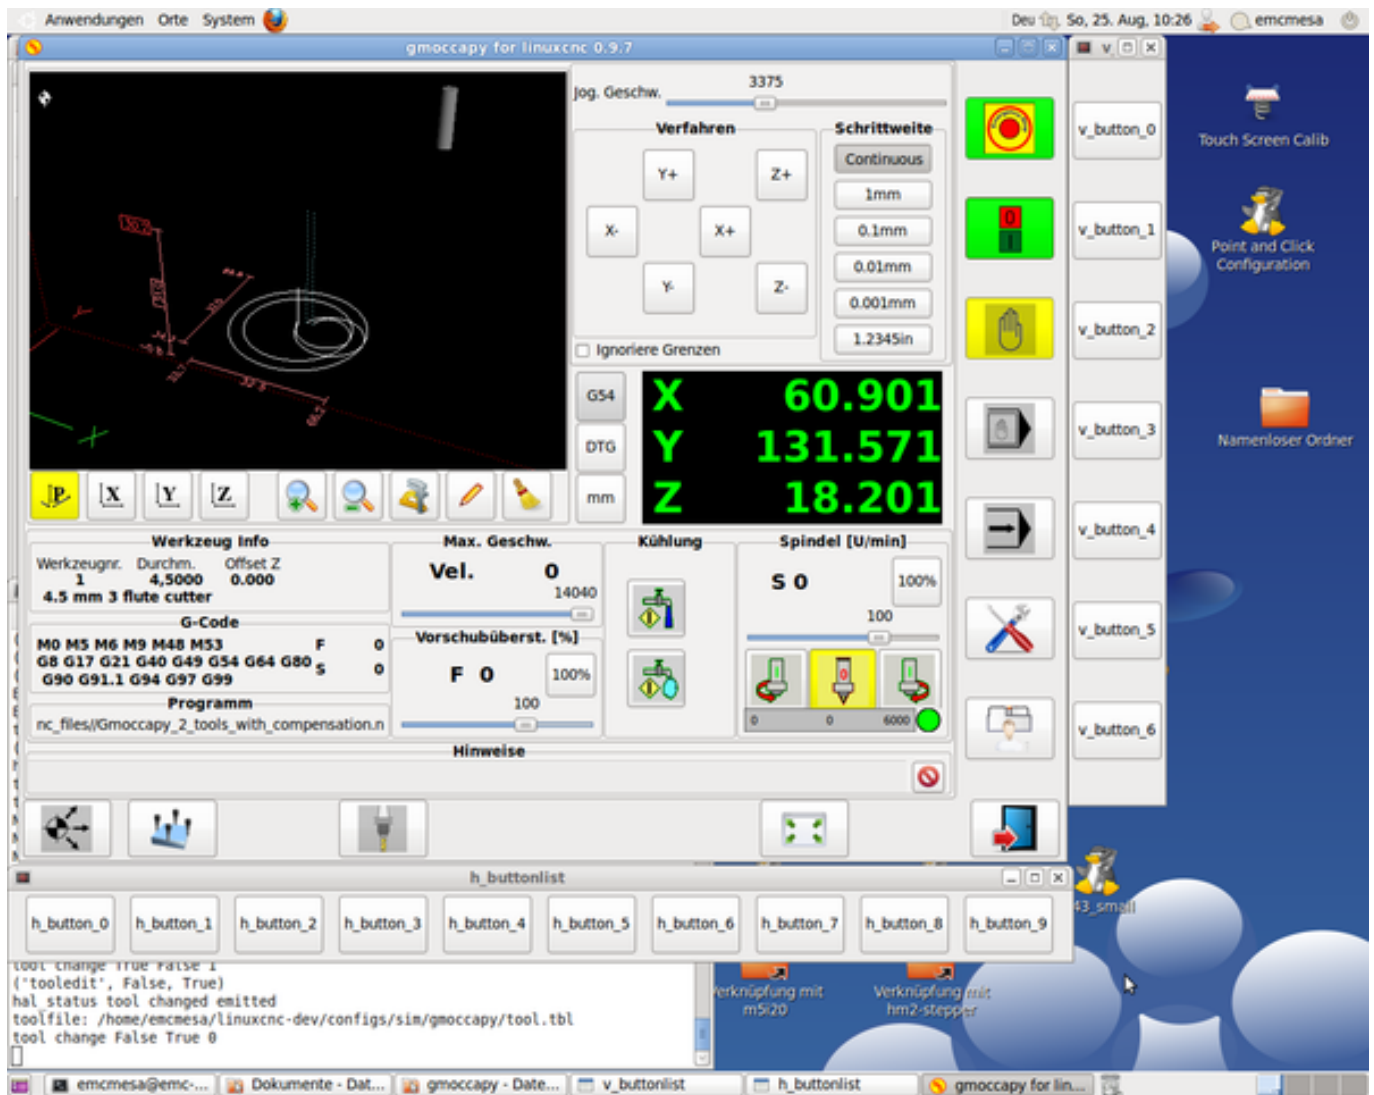 Anwendungen Orte System
Deu So, 25. Aug, 10:26 emcmesa
gmoccapy for linuxcnc 0.9.7
v
Jog. Geschw. 3375
Verfahren
Schrittweite
Y+ Z+
X- X+
Y- Z-
Continuous
1mm
0.1mm
0.01mm
0.001mm
1.2345in
Ignoriere Grenzen
G54
DTG
mm
X 60.901
Y 131.571
Z 18.201
X
P X Y Z
Werkzeug Info
Werkzeugnr. Durchm. Offset Z
1 4,5000 0.000
4.5 mm 3 flute cutter
G-Code
M0 M5 M6 M9 M48 M53
G8 G17 G21 G40 G49 G54 G64 G80
G90 G91.1 G94 G97 G99
F 0
S 0
Programm
nc_files//Gmoccapy_2_tools_with_compensation.n
Max. Geschw.
Vel. 0
14040
Vorschubüberst. [%]
F 0 100%
100
Kühlung
Spindel [U/min]
S 0 100%
100
0 0 6000
Hinweise
v_button_0
v_button_1
v_button_2
v_button_3
v_button_4
v_button_5
v_button_6
Touch Screen Calib
Point and Click
Configuration
Namenloser Ordner
43_small
h_buttonlist
h_button_0 h_button_1 h_button_2 h_button_3 h_button_4 h_button_5 h_button_6 h_button_7 h_button_8 h_button_9
tool change True False 1
('tooledit', False, True)
hal_status tool changed emitted
toolfile: /home/emcmesa/linuxcnc-dev/configs/sim/gmoccapy/tool.tbl
tool change False True 0
Verknüpfung mit
m5i20
Verknüpfung mit
hm2-stepper
emcmesa@emc-... Dokumente - Dat... gmoccapy - Date... v_buttonlist h_buttonlist gmoccapy for lin...